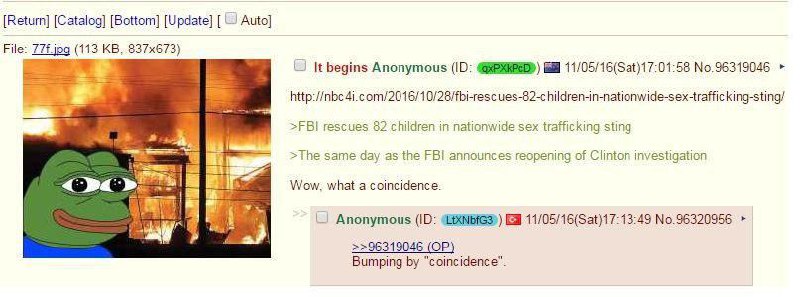 [Return] [Catalog] [Bottom] [Update] [ Auto]
File: 77f.jpg (113 KB, 837x673)
It begins Anonymous (ID: qxPXkPcD) 11/05/16(Sat)17:01:58 No.96319046
http://nbc4i.com/2016/10/28/fbi-rescues-82-children-in-nationwide-sex-trafficking-sting/
>FBI rescues 82 children in nationwide sex trafficking sting
>The same day as the FBI announces reopening of Clinton investigation
Wow, what a coincidence.
>> Anonymous (ID: LtXNbfG3) 11/05/16(Sat)17:13:49 No.96320956
>>96319046 (OP)
Bumping by "coincidence".